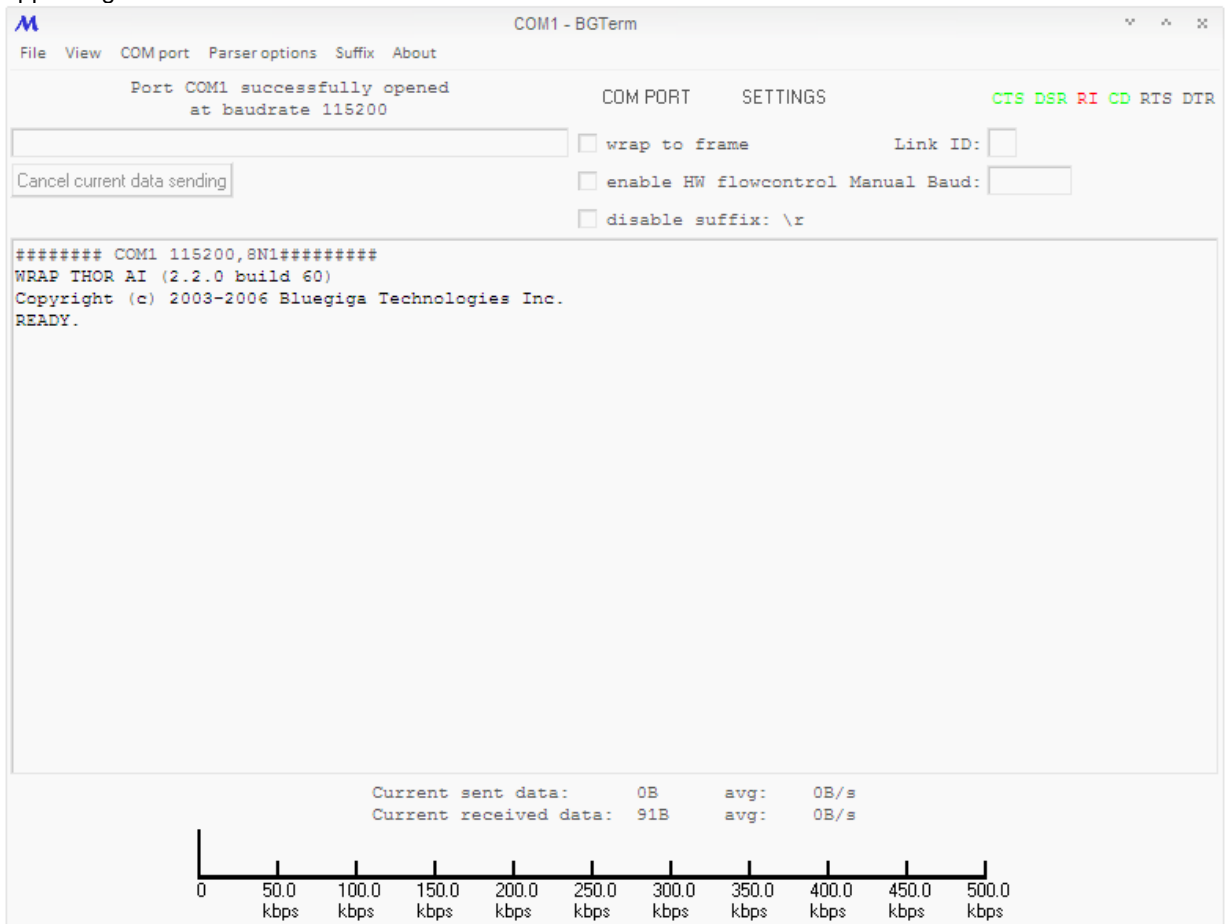 COM1 - BGTerm
File View COM port Parser options Suffix About
Port COM1 successfully opened
at baudrate 115200
COM PORT SETTINGS
CTS DSR RI CD RTS DTR
wrap to frame Link ID:
Cancel current data sending
enable HW flowcontrol Manual Baud:
disable suffix: \r
######## COM1 115200,8N1#########
WRAP THOR AI (2.2.0 build 60)
Copyright (c) 2003-2006 Bluegiga Technologies Inc.
READY.
Current sent data: 0B avg: 0B/s
Current received data: 91B avg: 0B/s
0 50.0 100.0 150.0 200.0 250.0 300.0 350.0 400.0 450.0 500.0
kbps kbps kbps kbps kbps kbps kbps kbps kbps kbps